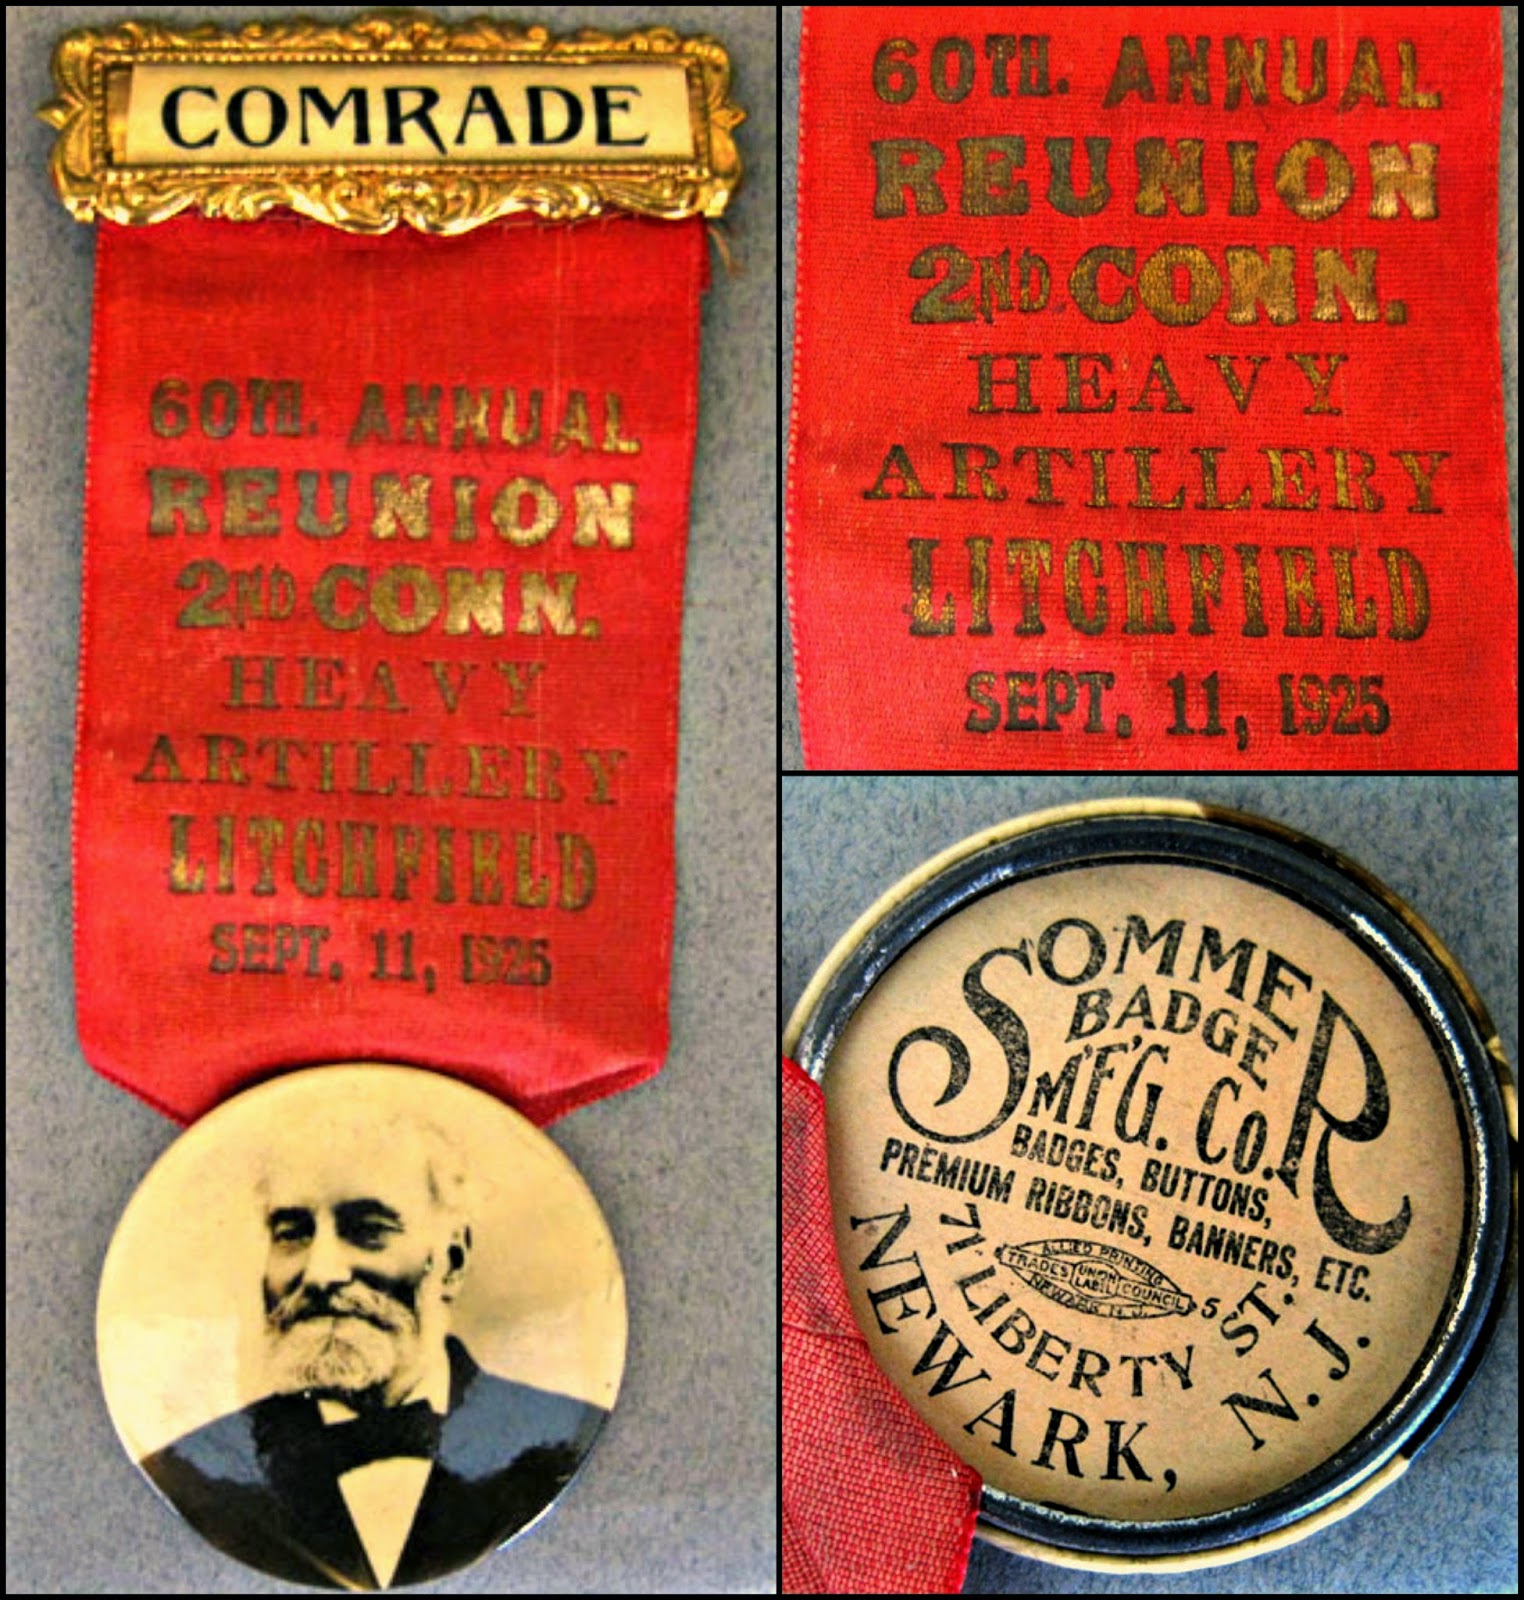 COMRADE
60TH. ANNUAL
REUNION
2ND CONN.
HEAVY
ARTILLERY
LITCHFIELD
SEPT. 11, 1925
60TH. ANNUAL
REUNION
2ND CONN.
HEAVY
ARTILLERY
LITCHFIELD
SEPT. 11, 1925
SOMMER
BADGE
M'F'G. CO.
BADGES, BUTTONS,
PREMIUM RIBBONS, BANNERS, ETC.
ALLIED PRINTING
TRADES UNION LABEL COUNCIL
NEWARK N.J.
5
71 LIBERTY ST.
NEWARK, N. J.